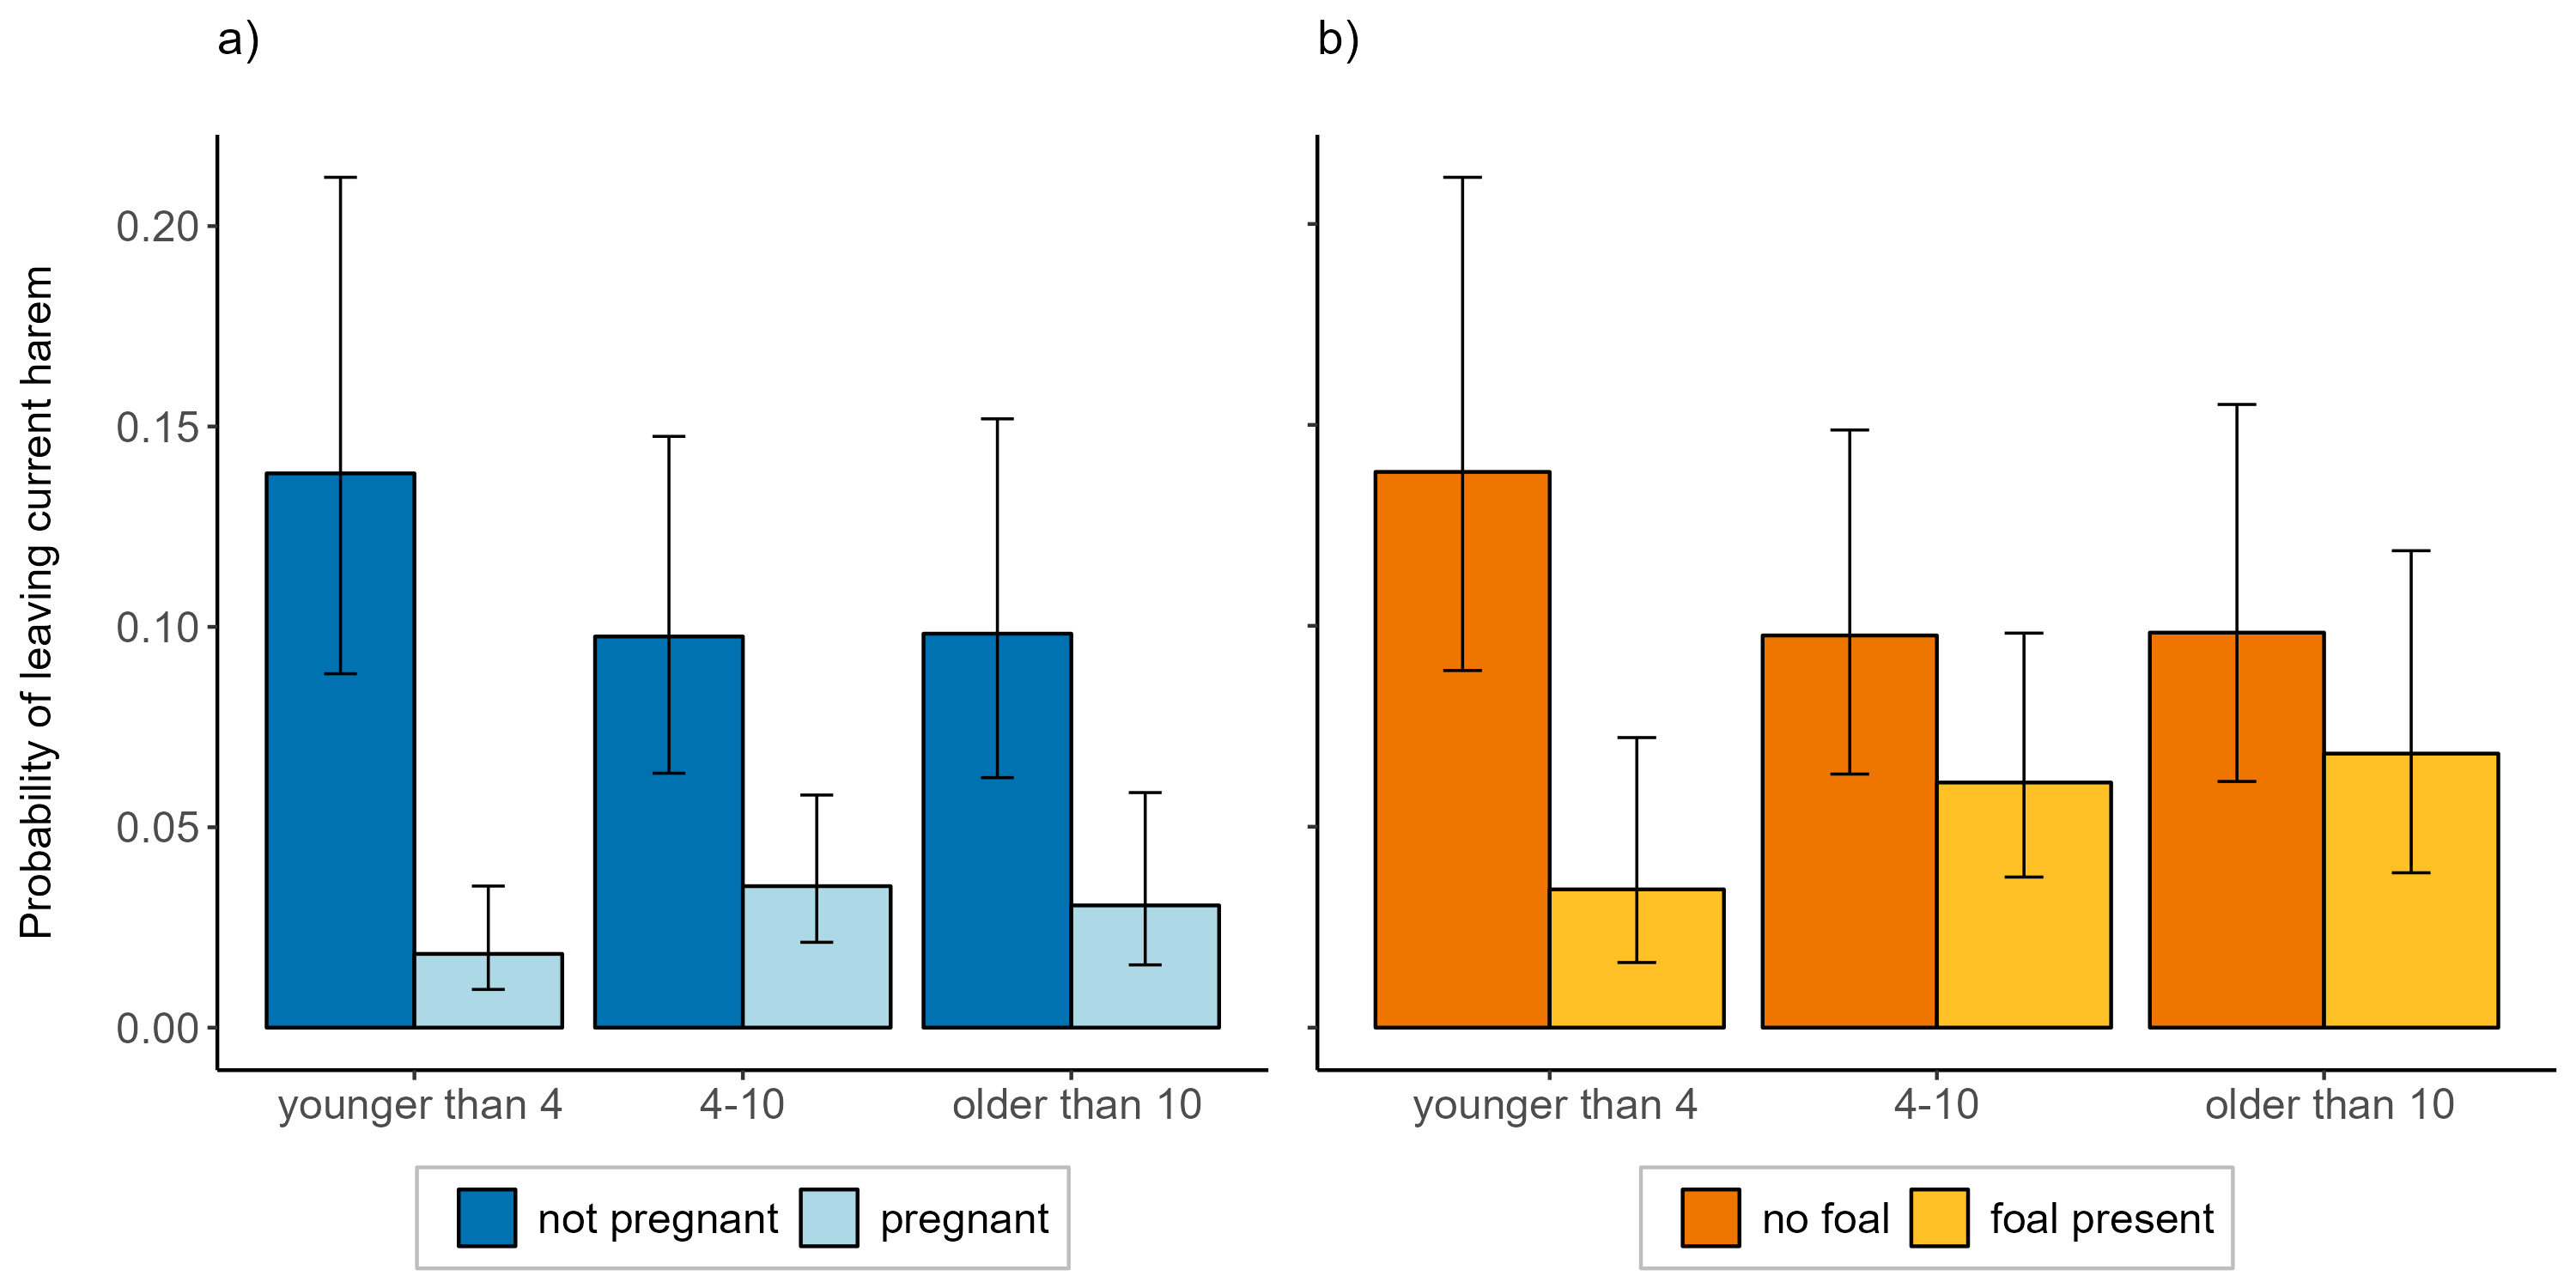 a)
b)
Probability of leaving current harem
0.20
0.15
0.10
0.05
0.00
younger than 4
4-10
older than 10
younger than 4
4-10
older than 10
not pregnant
pregnant
no foal
foal present